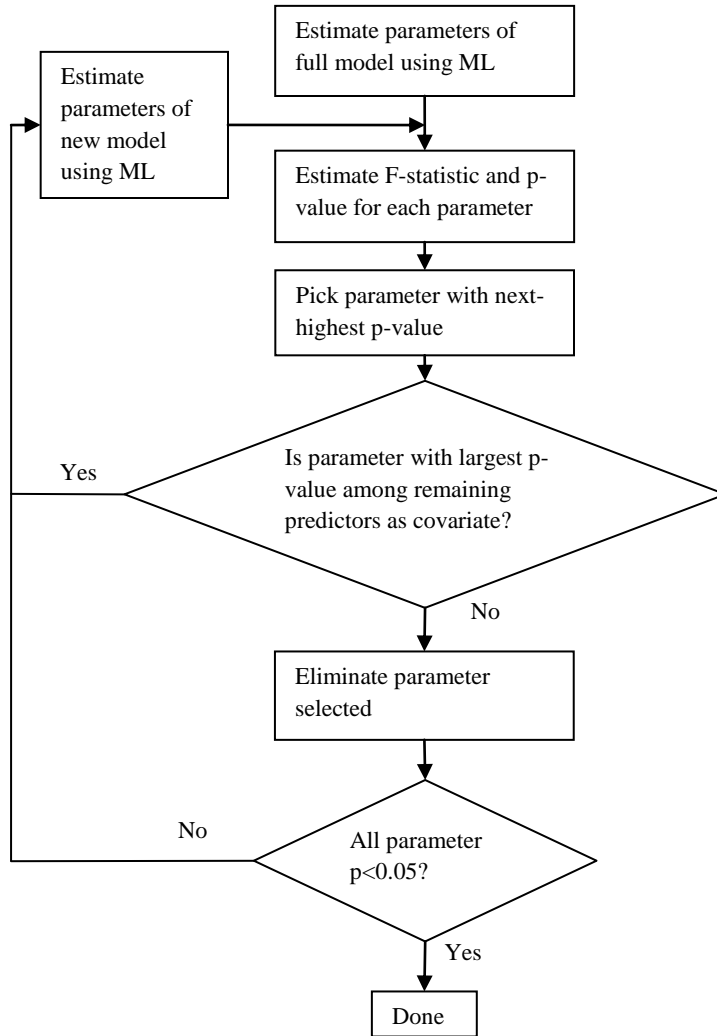 Estimate parameters of
full model using ML
Estimate
parameters of
new model
using ML
Estimate F-statistic and p-
value for each parameter
Pick parameter with next-
highest p-value
Yes
Is parameter with largest p-
value among remaining
predictors as covariate?
No
Eliminate parameter
selected
No
All parameter
p<0.05?
Yes
Done